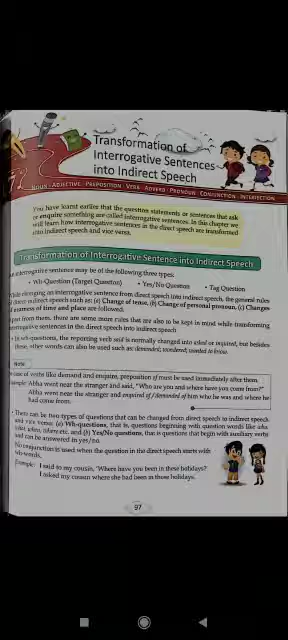 Transformation of
Interrogative Sentences
into Indirect Speech
NOUN · ADJECTIVE · PREPOSITION · VERB · ADVERB · PRONOUN · CONJUNCTION · INTERJECTION
You have learnt earlier that the question statements or sentences that ask
or enquire something are called interrogative sentences. In this chapter we
will learn how interrogative sentences in the direct speech are transformed
into indirect speech and vice versa.
Transformation of Interrogative Sentence into Indirect Speech
interrogative sentence may be of the following three types:
• Wh-Question (Target Question) • Yes/No Question • Tag Question
While changing an interrogative sentence from direct speech into indirect, the general rules
of direct indirect speech such as: (a) Change of tense, (b) Change of personal pronoun, (c) Changes
of nearness of time and place are followed.
Apart from them, there are some more rules that are also to be kept in mind while transforming
interrogative sentences in the direct speech into indirect speech
• In wh-questions, the reporting verb said is normally changed into asked or inquired, but besides
these, other words can also be used such as demanded, wondered, wanted to know.
Note
In case of verbs like demand and enquire, preposition of must be used immediately after them.
Example: Abha went near the stranger and said, "Who are you and where have you come from?"
Abha went near the stranger and enquired of / demanded of him who he was and where he
had come from.
There can be two types of questions that can be changed from direct speech to indirect speech
and vice versa: (a) Wh-questions, that is, questions beginning with question words like who
what, when, where etc. and (b) Yes/No questions, that is questions that begin with auxiliary verbs
and can be answered in yes/no.
No conjunction is used when the question in the direct speech starts with
wh-words.
Example: I said to my cousin, 'Where have you been in these holidays?
I asked my cousin where she had been in those holidays.
97